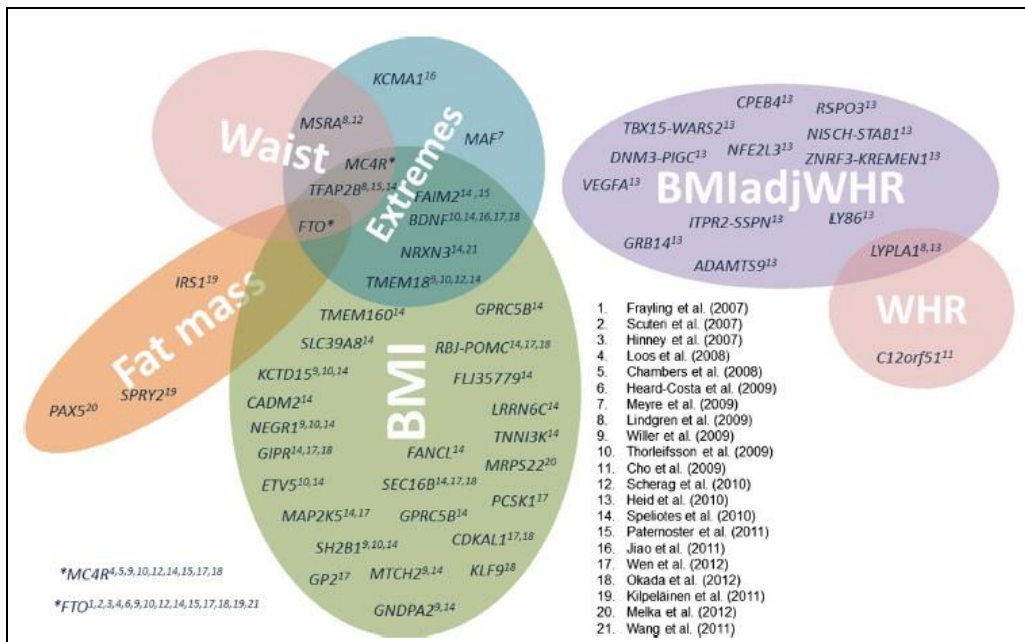 KCMA1¹⁶
MSRA⁸,¹²
MAF⁷
Waist
Extremes
MC4R*
TFAP2B⁸,¹⁵,¹⁴
FAIM2¹⁴ ,¹⁵
FTO*
BDNF¹⁰,¹⁴,¹⁶,¹⁷,¹⁸
NRXN3¹⁴,²¹
TMEM18⁹,¹⁰,¹²,¹⁴
IRS1¹⁹
Fat mass
SPRY2¹⁹
PAX5²⁰
TMEM160¹⁴
GPRC5B¹⁴
SLC39A8¹⁴
RBJ-POMC¹⁴,¹⁷,¹⁸
KCTD15⁹,¹⁰,¹⁴
FLJ35779¹⁴
BMI
CADM2¹⁴
LRRN6C¹⁴
NEGR1⁹,¹⁰,¹⁴
TNNI3K¹⁴
GIPR¹⁴,¹⁷,¹⁸
FANCL¹⁴
MRPS22²⁰
ETV5¹⁰,¹⁴
SEC16B¹⁴,¹⁷,¹⁸
PCSK1¹⁷
MAP2K5¹⁴,¹⁷
GPRC5B¹⁴
SH2B1⁹,¹⁰,¹⁴
CDKAL1¹⁷,¹⁸
GP2¹⁷
MTCH2⁹,¹⁴
KLF9¹⁸
GNDPA2⁹,¹⁴
*MC4R⁴,⁵,⁹,¹⁰,¹²,¹⁴,¹⁵,¹⁷,¹⁸
*FTO¹,²,³,⁴,⁶,⁹,¹⁰,¹²,¹⁴,¹⁵,¹⁷,¹⁸,¹⁹,²¹
CPEB4¹³
RSPO3¹³
TBX15-WARS2¹³
NISCH-STAB1¹³
DNM3-PIGC¹³
NFE2L3¹³
ZNRF3-KREMEN1¹³
VEGFA¹³
BMIadjWHR
ITPR2-SSPN¹³
LY86¹³
GRB14¹³
ADAMTS9¹³
LYPLA1⁸,¹³
WHR
C12orf51¹¹
1. Frayling et al. (2007)
2. Scuteri et al. (2007)
3. Hinney et al. (2007)
4. Loos et al. (2008)
5. Chambers et al. (2008)
6. Heard-Costa et al. (2009)
7. Meyre et al. (2009)
8. Lindgren et al. (2009)
9. Willer et al. (2009)
10. Thorleifsson et al. (2009)
11. Cho et al. (2009)
12. Scherag et al. (2010)
13. Heid et al. (2010)
14. Speliotes et al. (2010)
15. Paternoster et al. (2011)
16. Jiao et al. (2011)
17. Wen et al. (2012)
18. Okada et al. (2012)
19. Kilpeläinen et al. (2011)
20. Melka et al. (2012)
21. Wang et al. (2011)